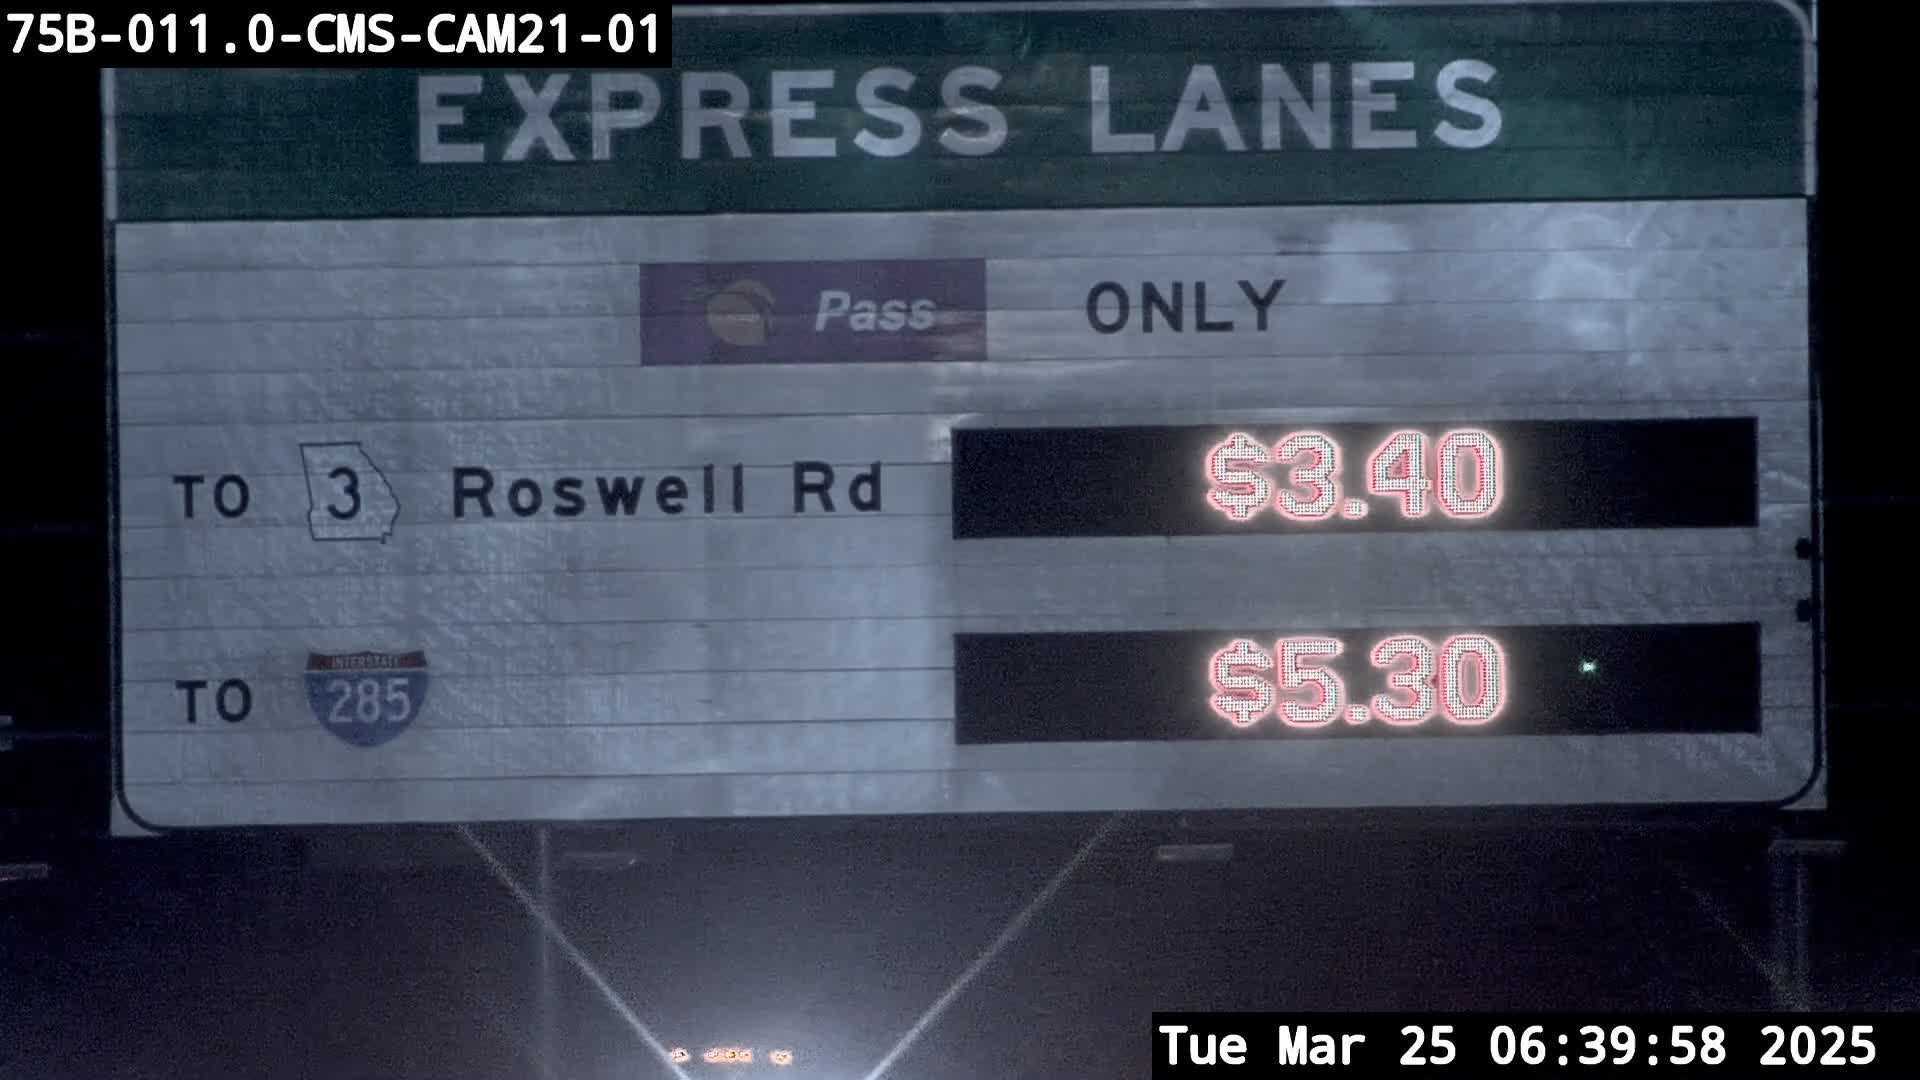 75B-011.0-CMS-CAM21-01
EXPRESS LANES
Pass ONLY
TO 3 Roswell Rd $3.40
INTERSTATE
TO 285 $5.30
Tue Mar 25 06:39:58 2025